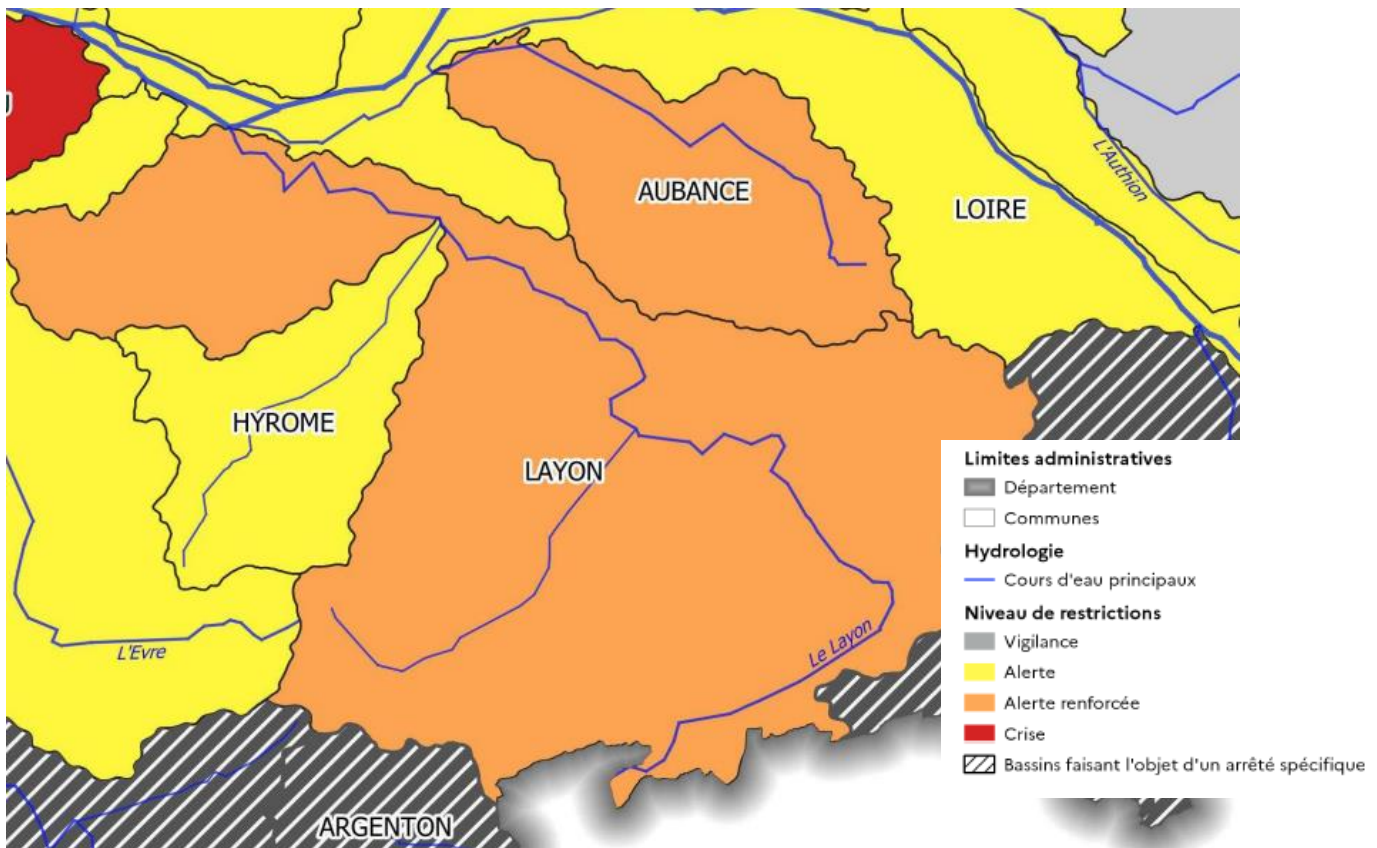 L'Authion
AUBANCE
LOIRE
HYROME
LAYON
L'Evre
Le Layon
ARGENTON
Limites administratives
Département
Communes
Hydrologie
Cours d'eau principaux
Niveau de restrictions
Vigilance
Alerte
Alerte renforcée
Crise
Bassins faisant l'objet d'un arrêté spécifique